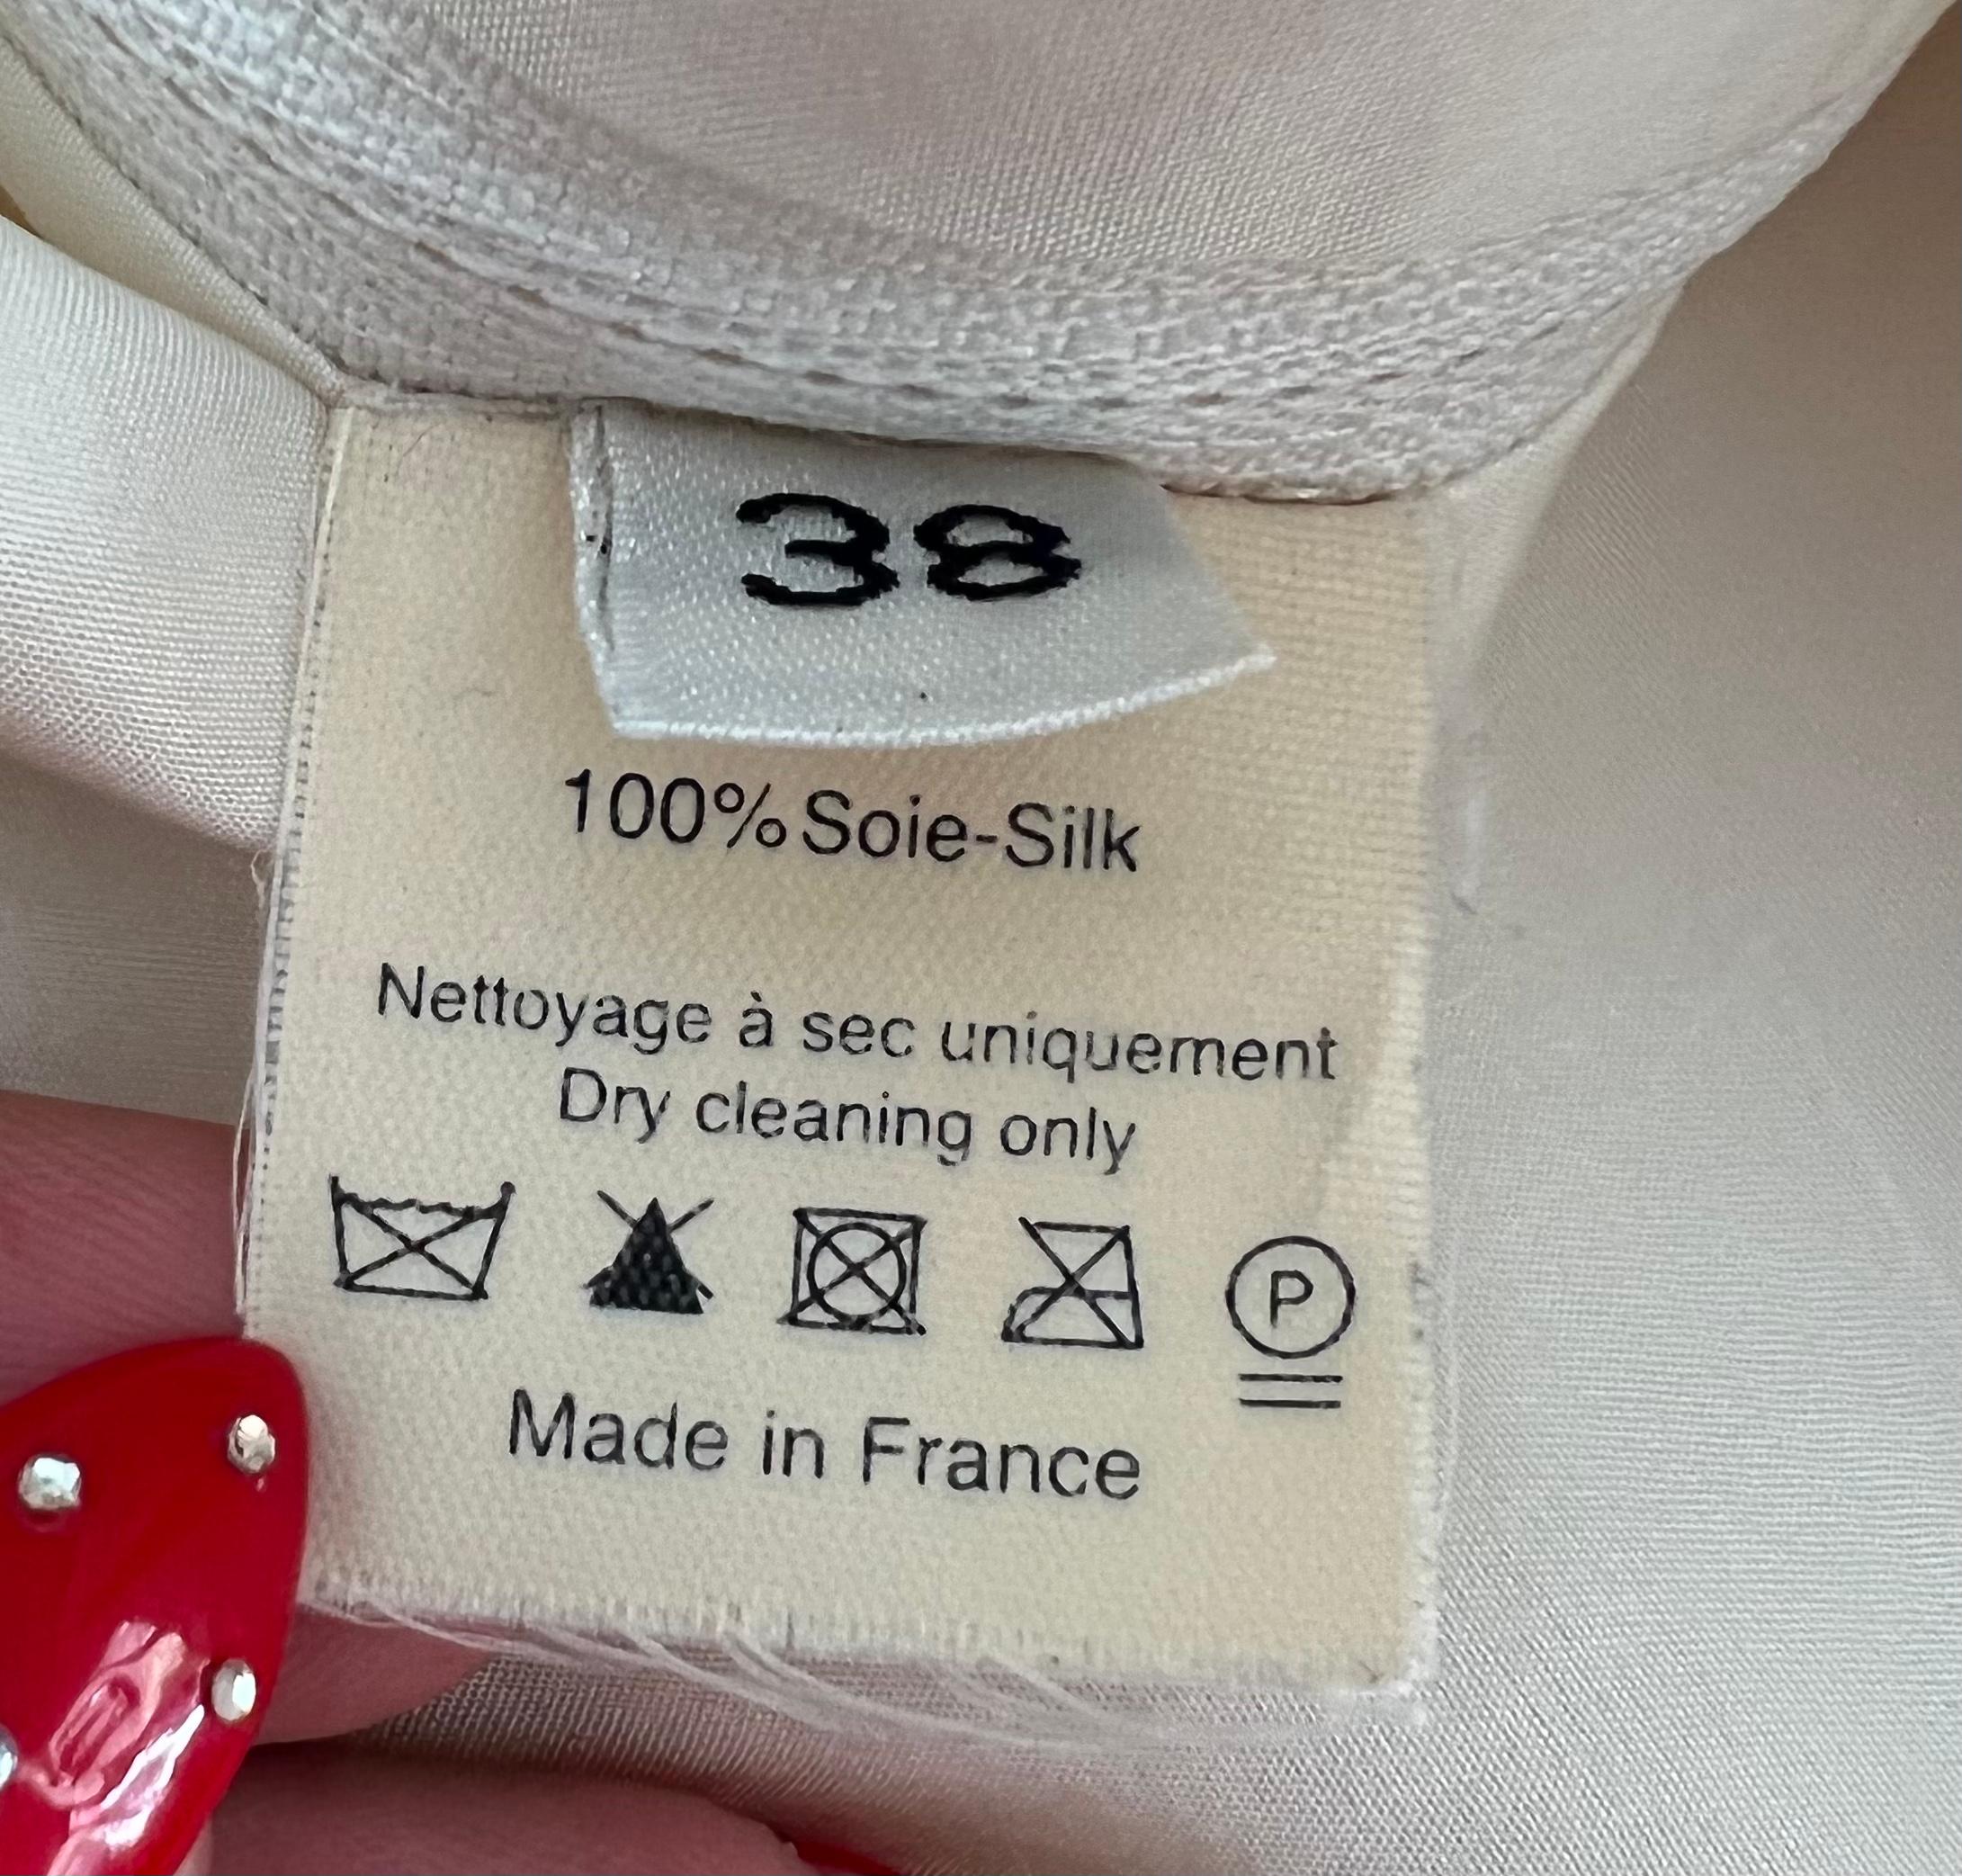 38
100% Soie-Silk
Nettoyage à sec uniquement
Dry cleaning only
P
Made in France